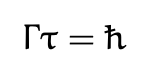 Γτ = ħ